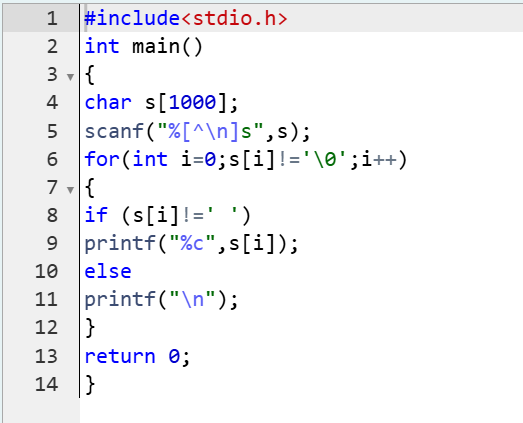 1 #include<stdio.h>
2 int main()
3 {
4 char s[1000];
5 scanf("%[^\n]s",s);
6 for(int i=0;s[i]!='\0';i++)
7 {
8 if (s[i]!=' ')
9 printf("%c",s[i]);
10 else
11 printf("\n");
12 }
13 return 0;
14 }